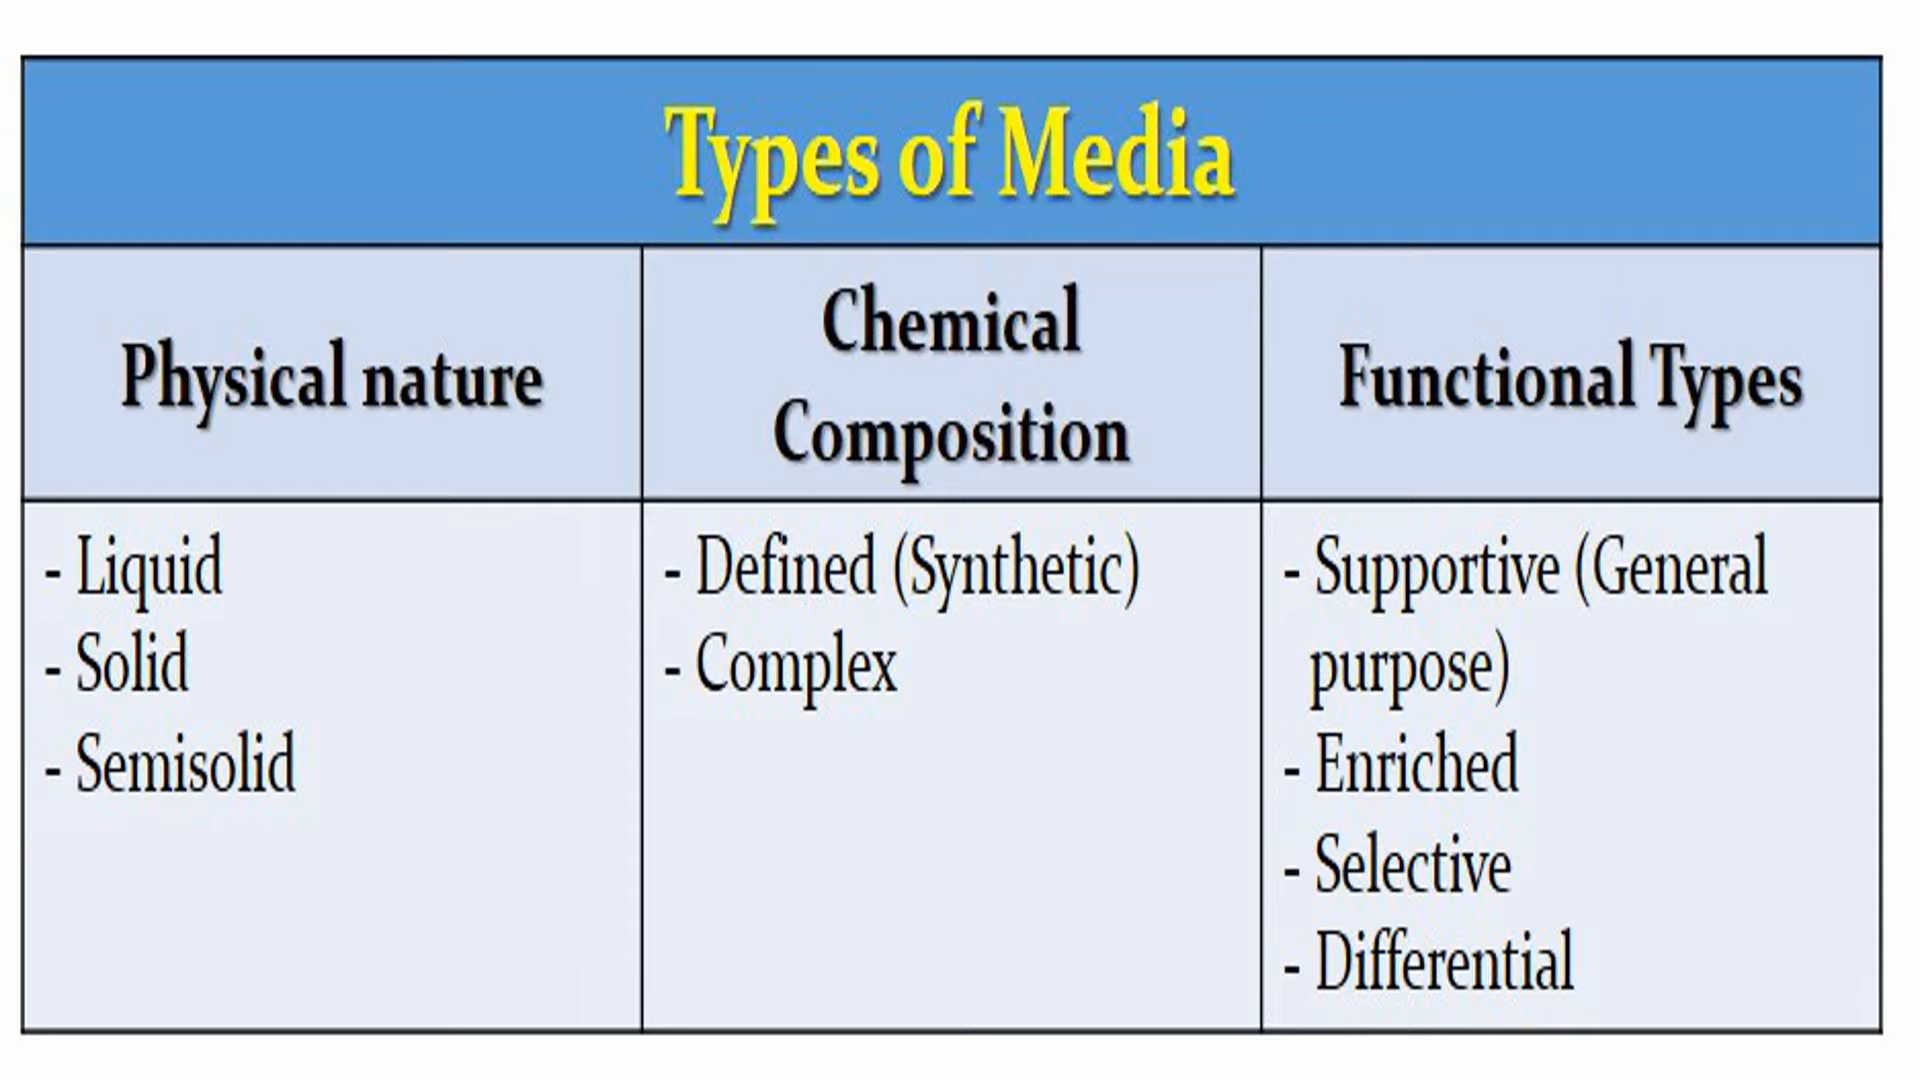 Types of Media
Physical nature
Chemical
Composition
Functional Types
- Liquid
- Solid
- Semisolid
- Defined (Synthetic)
- Complex
- Supportive (General
purpose)
- Enriched
- Selective
- Differential